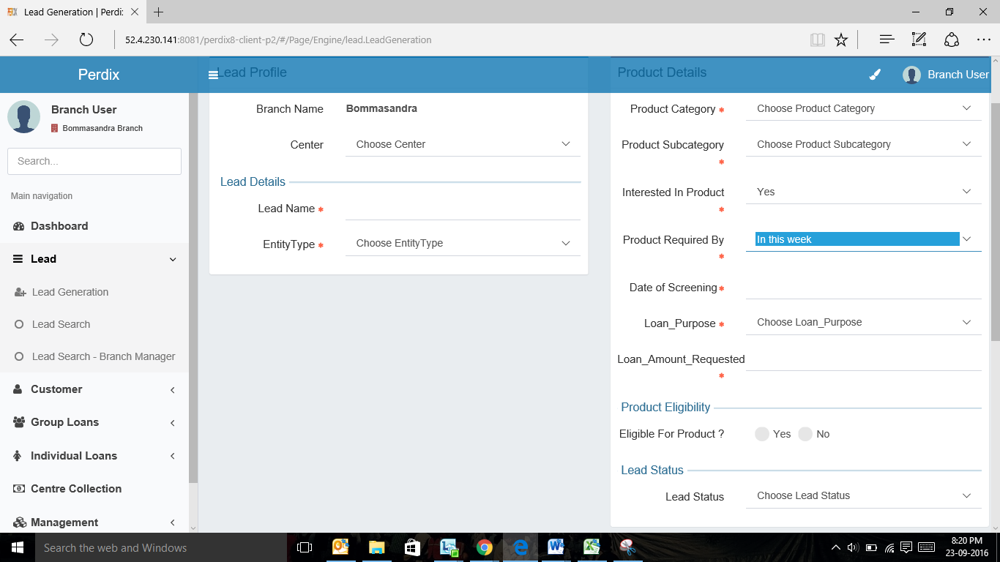 Lead Generation | Perdix
52.4.230.141:8081/perdix8-client-p2/#/Page/Engine/lead.LeadGeneration
Perdix
Branch User
Branch User
Bommasandra Branch
Search...
Main navigation
Dashboard
Lead
Lead Generation
Lead Search
Lead Search - Branch Manager
Customer
Group Loans
Individual Loans
Centre Collection
Management
Lead Profile
Branch Name Bommasandra
Center Choose Center
Lead Details
Lead Name *
EntityType * Choose EntityType
Product Details
Product Category * Choose Product Category
Product Subcategory * Choose Product Subcategory
Interested In Product * Yes
Product Required By * In this week
Date of Screening *
Loan_Purpose * Choose Loan_Purpose
Loan_Amount_Requested *
Product Eligibility
Eligible For Product ? Yes No
Lead Status
Lead Status Choose Lead Status
Search the web and Windows
8:20 PM
23-09-2016